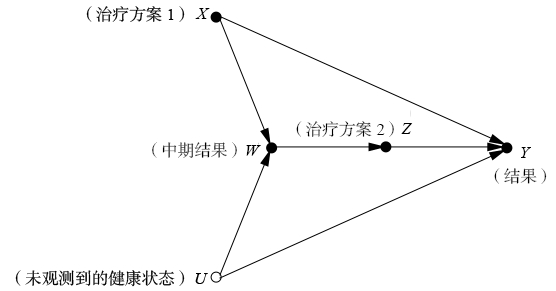 （治疗方案 1） X
（治疗方案 2） Z
（中期结果） W
Y
（结果）
（未观测到的健康状态） U